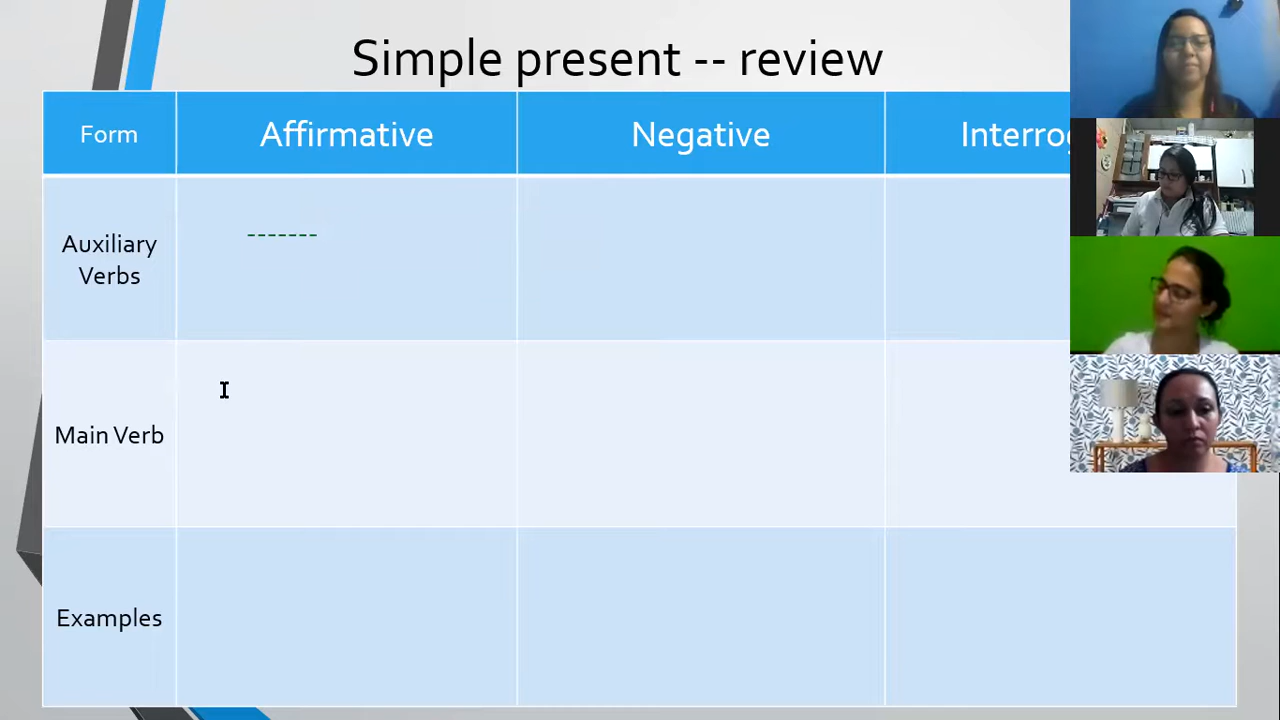 Simple present -- review
Form
Affirmative
Negative
Auxiliary
Verbs
-------
Main Verb
Examples